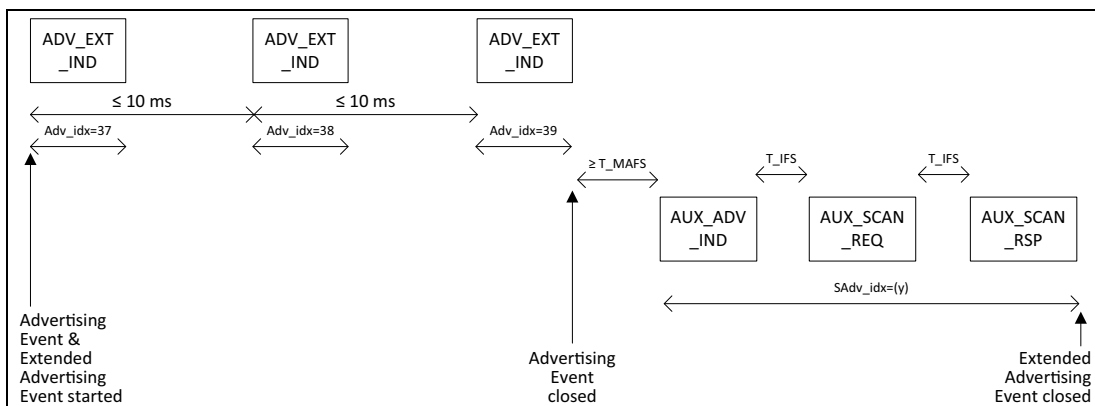 ADV_EXT
_IND
ADV_EXT
_IND
ADV_EXT
_IND
≤ 10 ms
≤ 10 ms
Adv_idx=37
Adv_idx=38
Adv_idx=39
≥ T_MAFS
T_IFS
T_IFS
AUX_ADV
_IND
AUX_SCAN
_REQ
AUX_SCAN
_RSP
SAdv_idx=(y)
Advertising
Event &
Extended
Advertising
Event started
Advertising
Event
closed
Extended
Advertising
Event closed